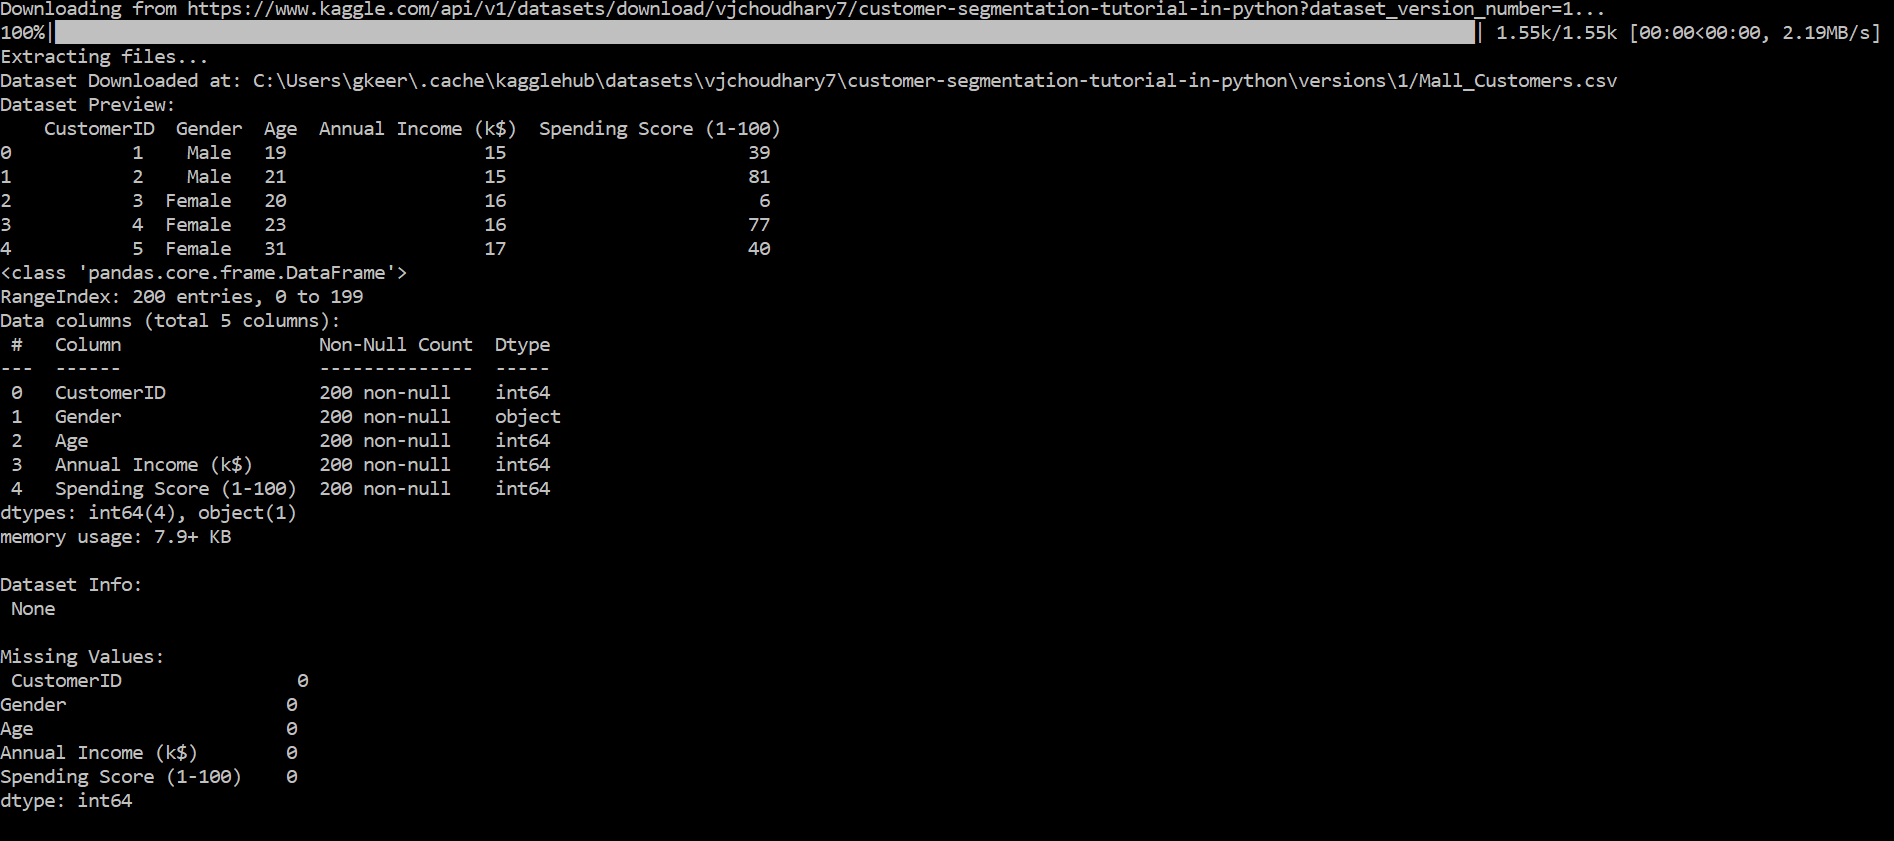 Downloading from https://www.kaggle.com/api/v1/datasets/download/vjchoudhary7/customer-segmentation-tutorial-in-python?dataset_version_number=1...
100%| | 1.55k/1.55k [00:00<00:00, 2.19MB/s]
Extracting files...
Dataset Downloaded at: C:\Users\gkeer\.cache\kagglehub\datasets\vjchoudhary7\customer-segmentation-tutorial-in-python\versions\1/Mall_Customers.csv
Dataset Preview:
    CustomerID  Gender  Age  Annual Income (k$)  Spending Score (1-100)
0           1    Male   19                  15                      39
1           2    Male   21                  15                      81
2           3  Female   20                  16                       6
3           4  Female   23                  16                      77
4           5  Female   31                  17                      40
<class 'pandas.core.frame.DataFrame'>
RangeIndex: 200 entries, 0 to 199
Data columns (total 5 columns):
 #   Column                  Non-Null Count  Dtype
---  ------                  --------------  -----
 0   CustomerID              200 non-null    int64
 1   Gender                  200 non-null    object
 2   Age                     200 non-null    int64
 3   Annual Income (k$)      200 non-null    int64
 4   Spending Score (1-100)  200 non-null    int64
dtypes: int64(4), object(1)
memory usage: 7.9+ KB
Dataset Info:
 None
Missing Values:
 CustomerID                0
Gender                    0
Age                       0
Annual Income (k$)        0
Spending Score (1-100)    0
dtype: int64